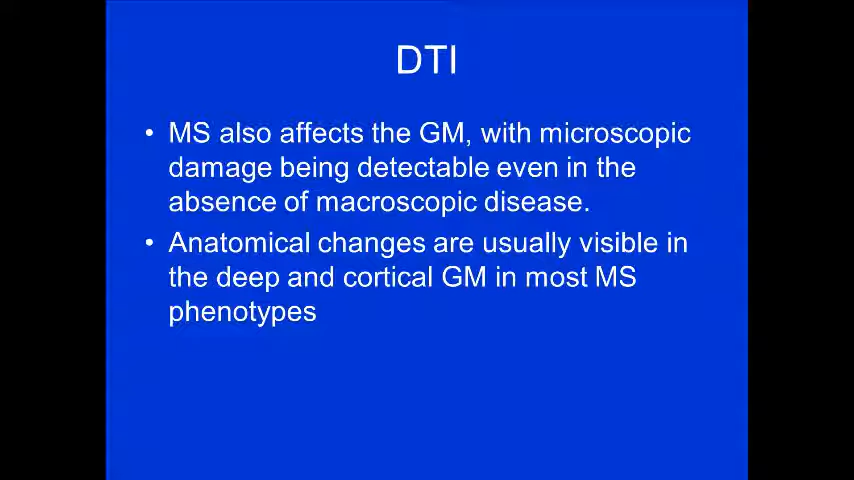 DTI
• MS also affects the GM, with microscopic
damage being detectable even in the
absence of macroscopic disease.
• Anatomical changes are usually visible in
the deep and cortical GM in most MS
phenotypes